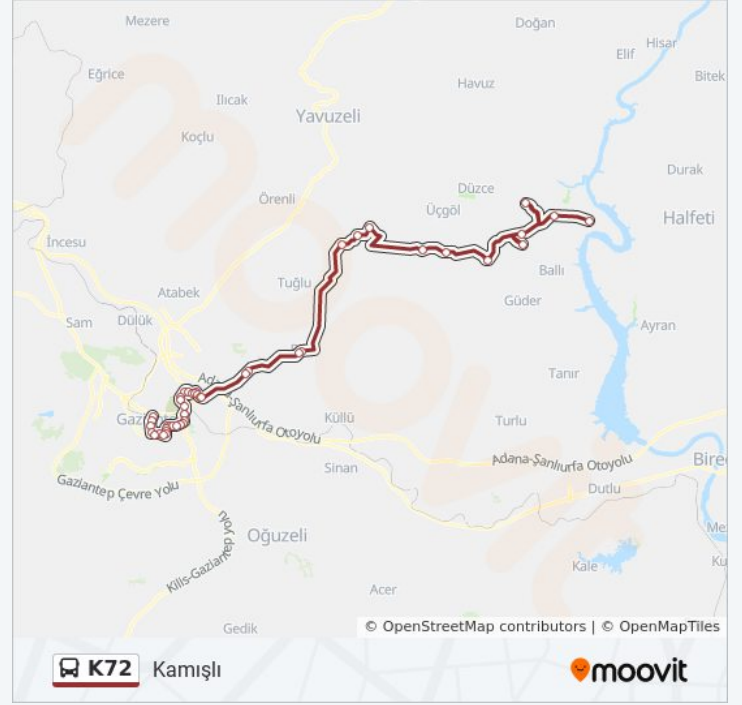 Mezere
Doğan
Hisar
Elif
Eğrice
Bitek
Havuz
Ilıcak
Yavuzeli
Koçlu
Durak
Düzce
Örenli
Üçgöl
Halfeti
İncesu
Ballı
Tuğlu
Atabek
Güder
Sam
Dülük
Ayran
Tanır
Adana-Şanlıurfa Otoyolu
Küllü
Turlu
Adana-Şanlıurfa Otoyolu
Sinan
Dutlu
Gaziantep Çevre Yolu
Oğuzeli
Kilis-Gaziantep yolu
Kale
Acer
Gedik
© OpenStreetMap contributors | © OpenMapTiles
K72 Kamışlı
moovit